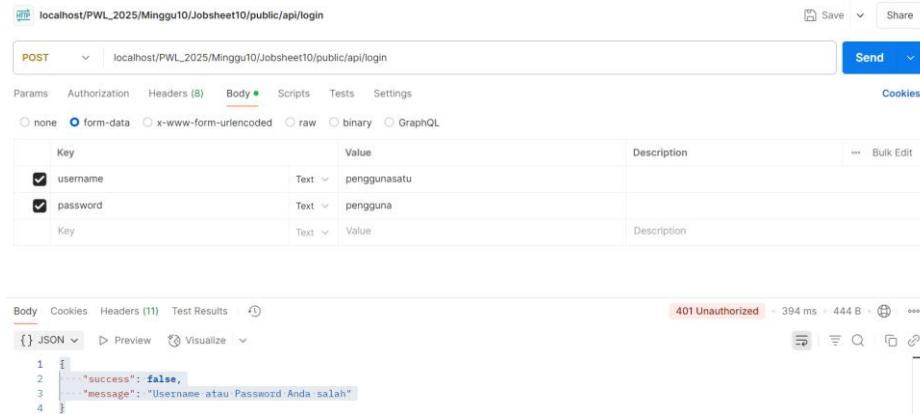 HTTP localhost/PWL_2025/Minggu10/Jobsheet10/public/api/login Save Share
POST localhost/PWL_2025/Minggu10/Jobsheet10/public/api/login Send
Params Authorization Headers (8) Body Scripts Tests Settings Cookies
none form-data x-www-form-urlencoded raw binary GraphQL
Key Value Description Bulk Edit
username Text penggunasatu
password Text pengguna
Key Text Value Description
Body Cookies Headers (11) Test Results 401 Unauthorized 394 ms 444 B
{} JSON Preview Visualize
1 {
2 "success": false,
3 "message": "Username atau Password Anda salah"
4 }